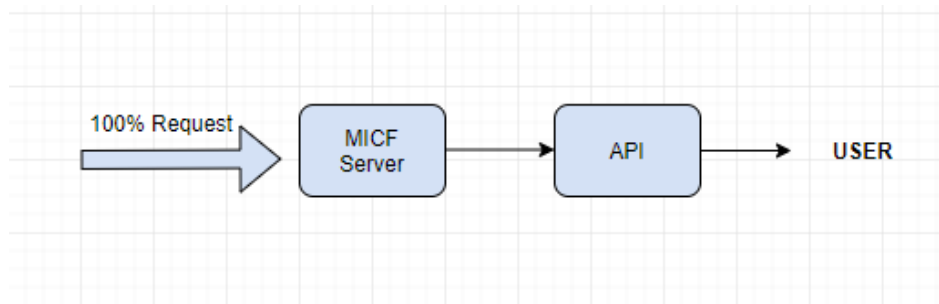 100% Request
MICF
Server
API
USER